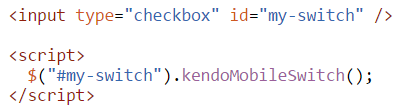 <input type="checkbox" id="my-switch" />

<script>
  $("#my-switch").kendoMobileSwitch();
</script>